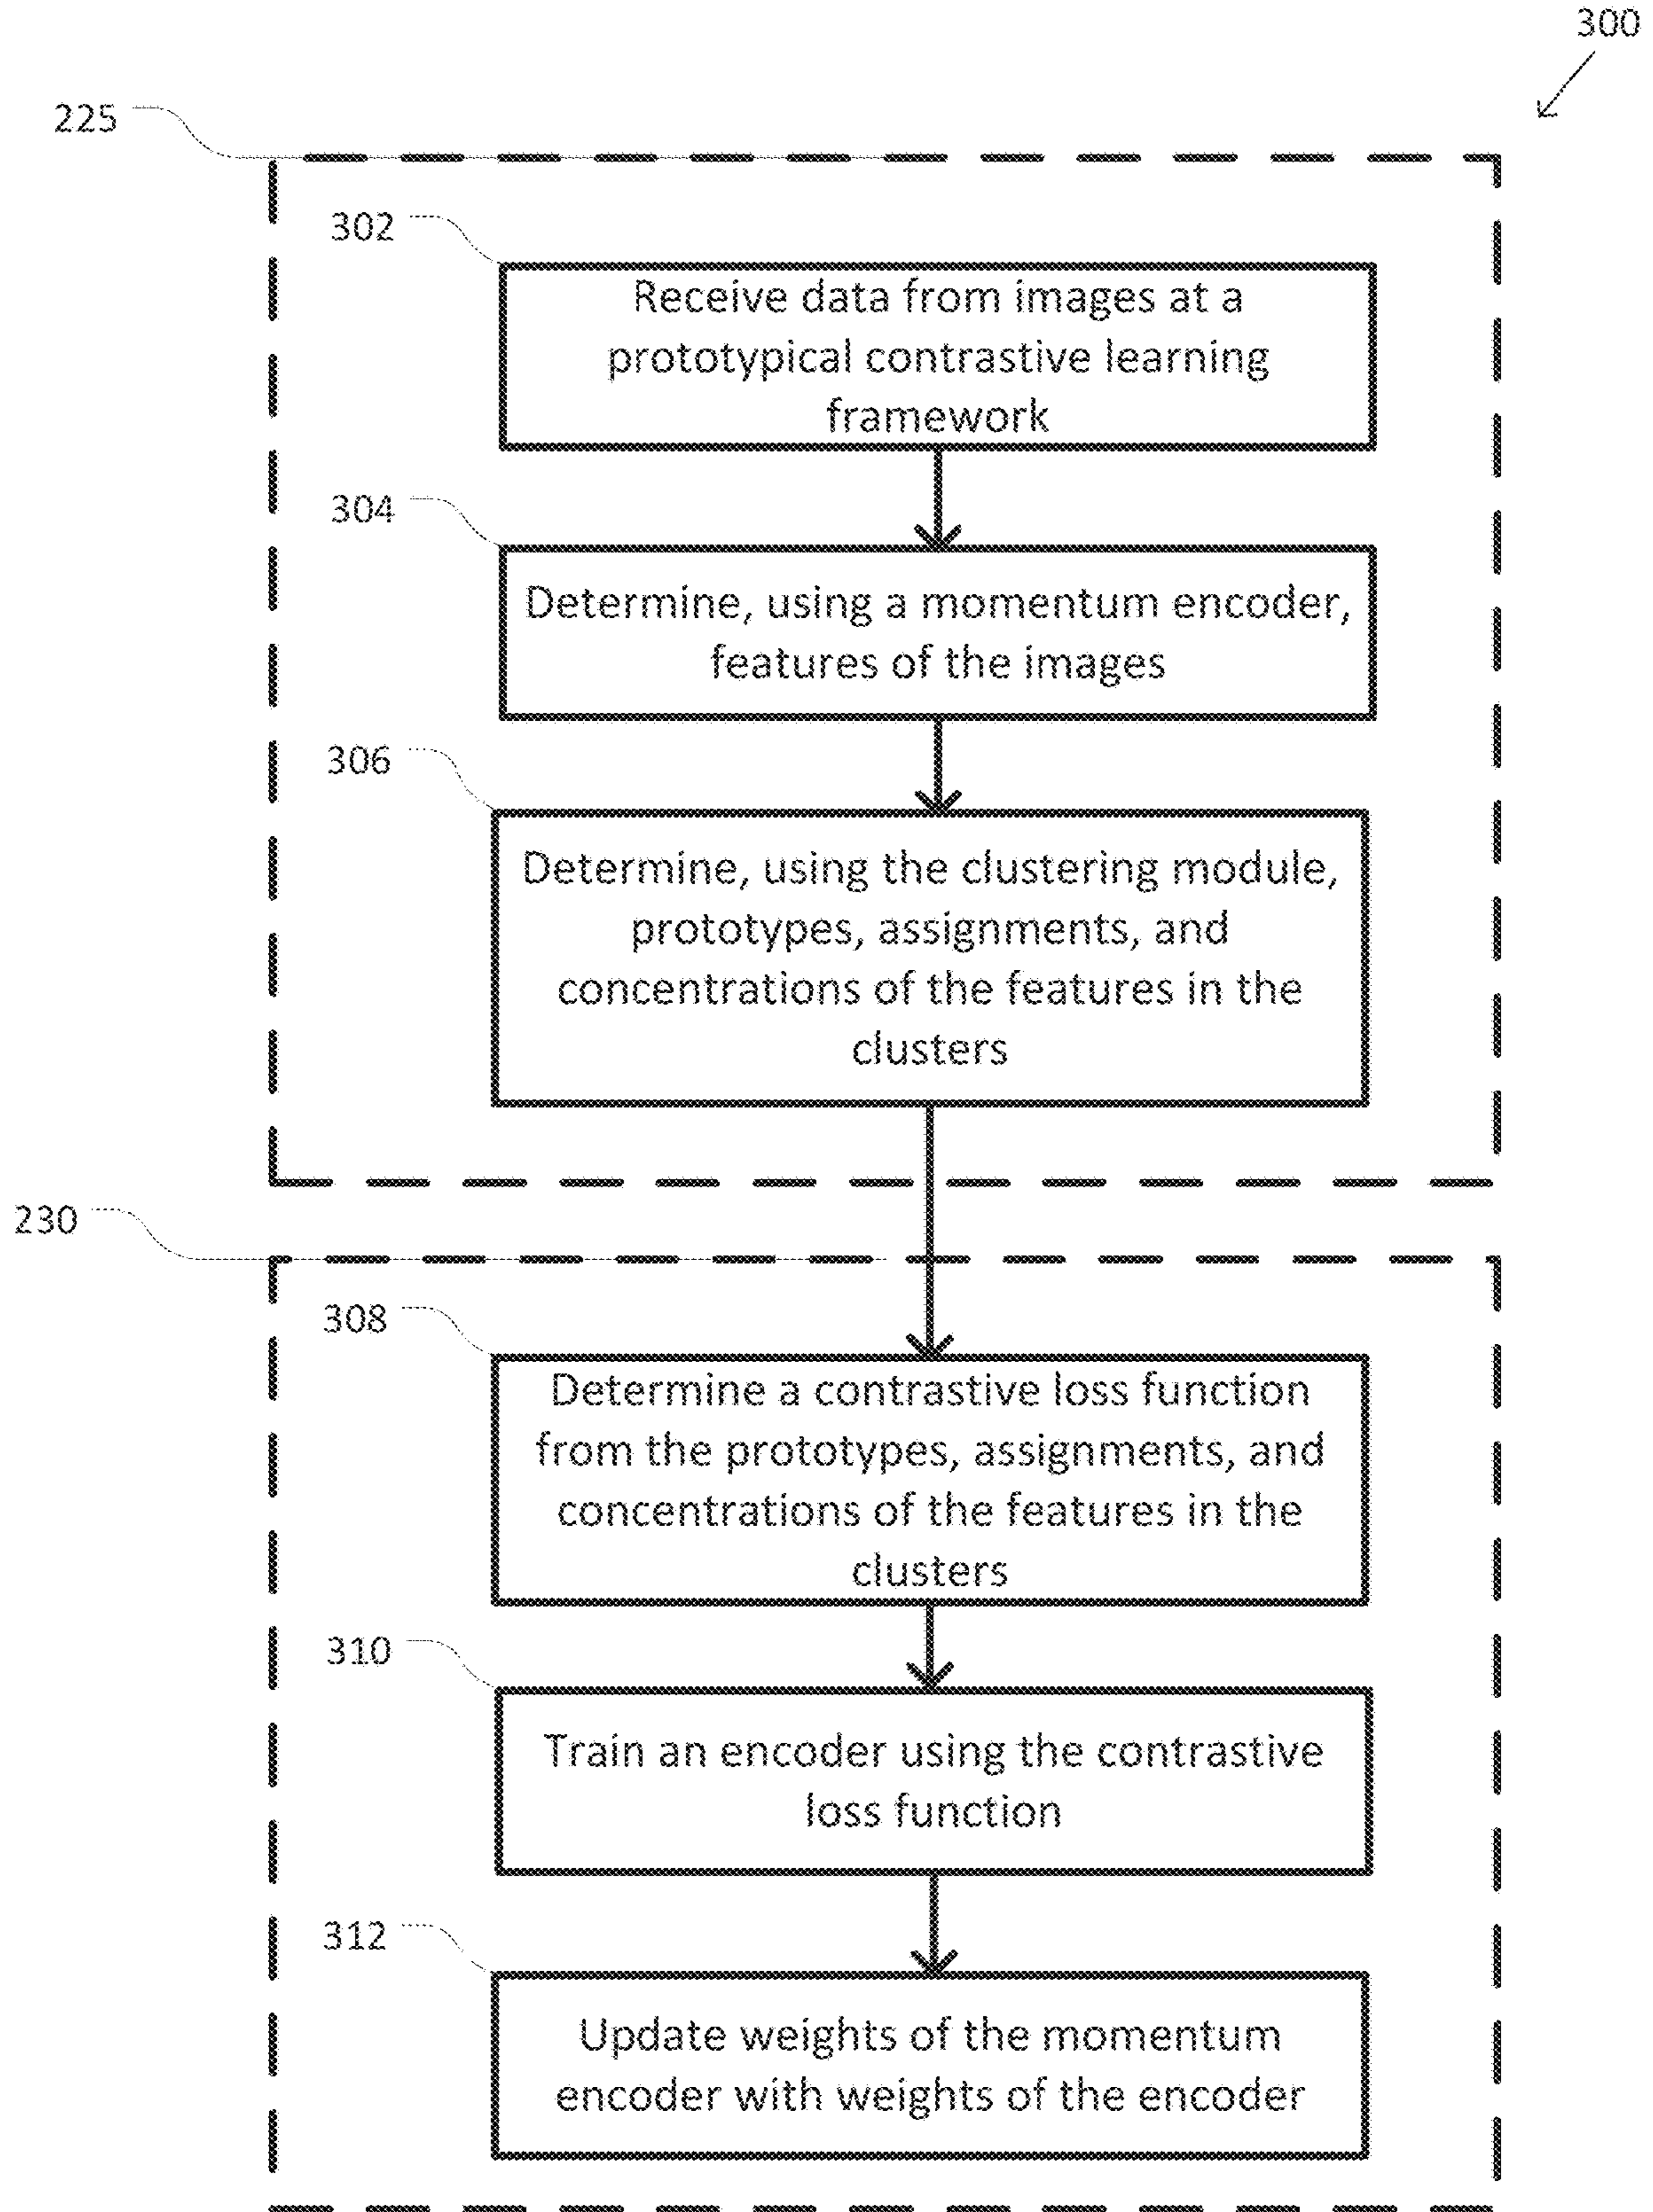 300
225
302
Receive data from images at a
prototypical contrastive learning
framework
304
Determine, using a momentum encoder,
features of the images
306
Determine, using the clustering module,
prototypes, assignments, and
concentrations of the features in the
clusters
230
308
Determine a contrastive loss function
from the prototypes, assignments, and
concentrations of the features in the
clusters
310
Train an encoder using the contrastive
loss function
312
Update weights of the momentum
encoder with weights of the encoder